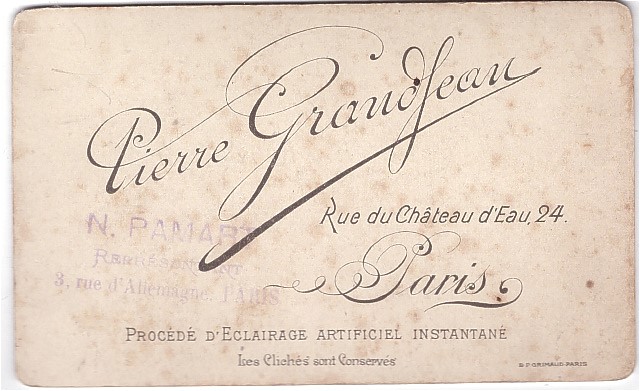 Pierre Grandjean
Rue du Château d'Eau, 24.
N. PAMART
REPRÉSENTANT
3, rue d'Allemagne. PARIS
Paris.
PROCÉDÉ D'ECLAIRAGE ARTIFICIEL INSTANTANÉ
Les Clichés sont Conservés
B.P. GRIMAUD-PARIS